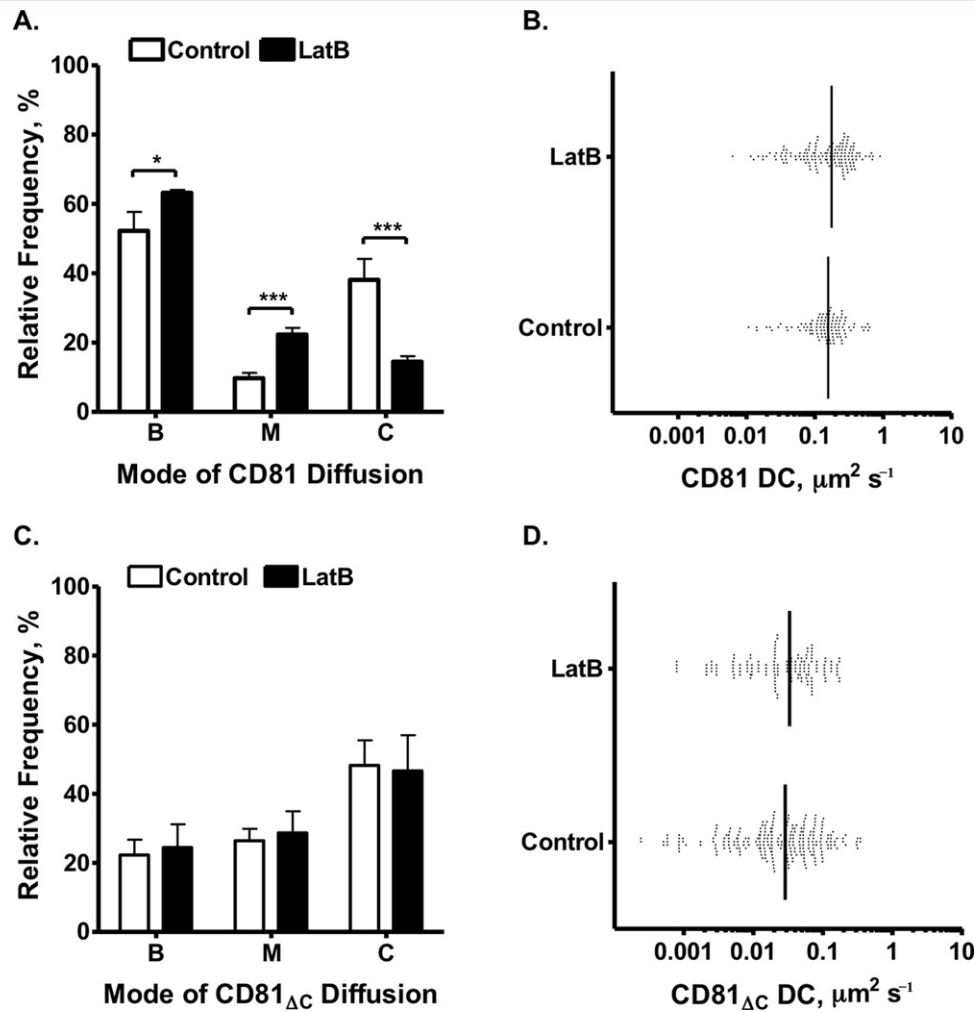 A.
Control LatB
100
80
60
40
20
0
Relative Frequency, %
*
***
***
B M C
Mode of CD81 Diffusion
B.
LatB
Control
0.001 0.01 0.1 1 10
CD81 DC, μm² s⁻¹
C.
Control LatB
100
80
60
40
20
0
Relative Frequency, %
B M C
Mode of CD81ΔC Diffusion
D.
LatB
Control
0.001 0.01 0.1 1 10
CD81ΔC DC, μm² s⁻¹